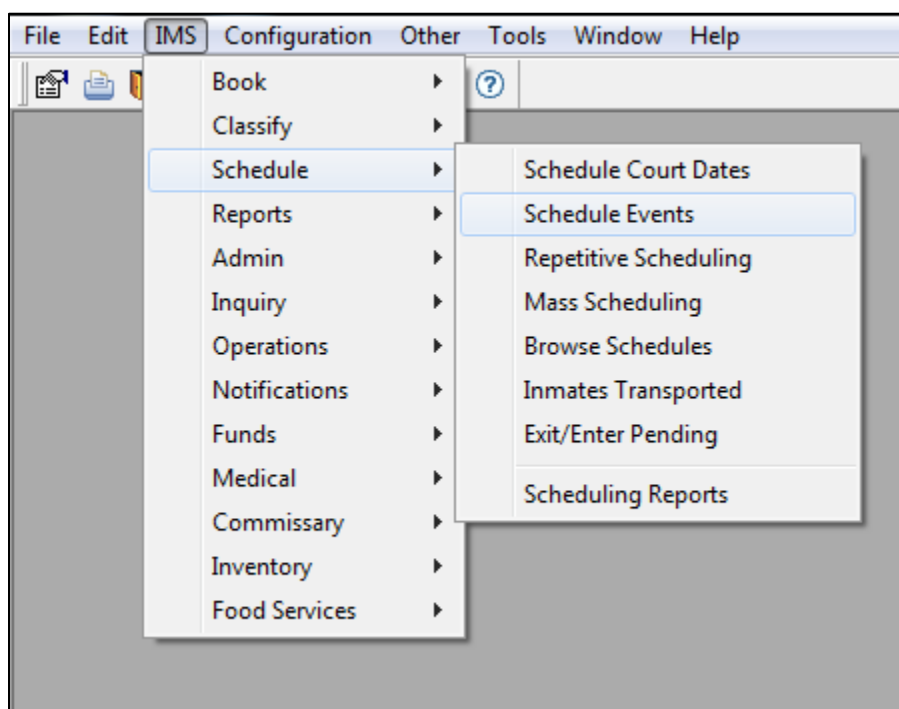 File Edit IMS Configuration Other Tools Window Help
?
Book
Classify
Schedule
Reports
Admin
Inquiry
Operations
Notifications
Funds
Medical
Commissary
Inventory
Food Services
Schedule Court Dates
Schedule Events
Repetitive Scheduling
Mass Scheduling
Browse Schedules
Inmates Transported
Exit/Enter Pending
Scheduling Reports